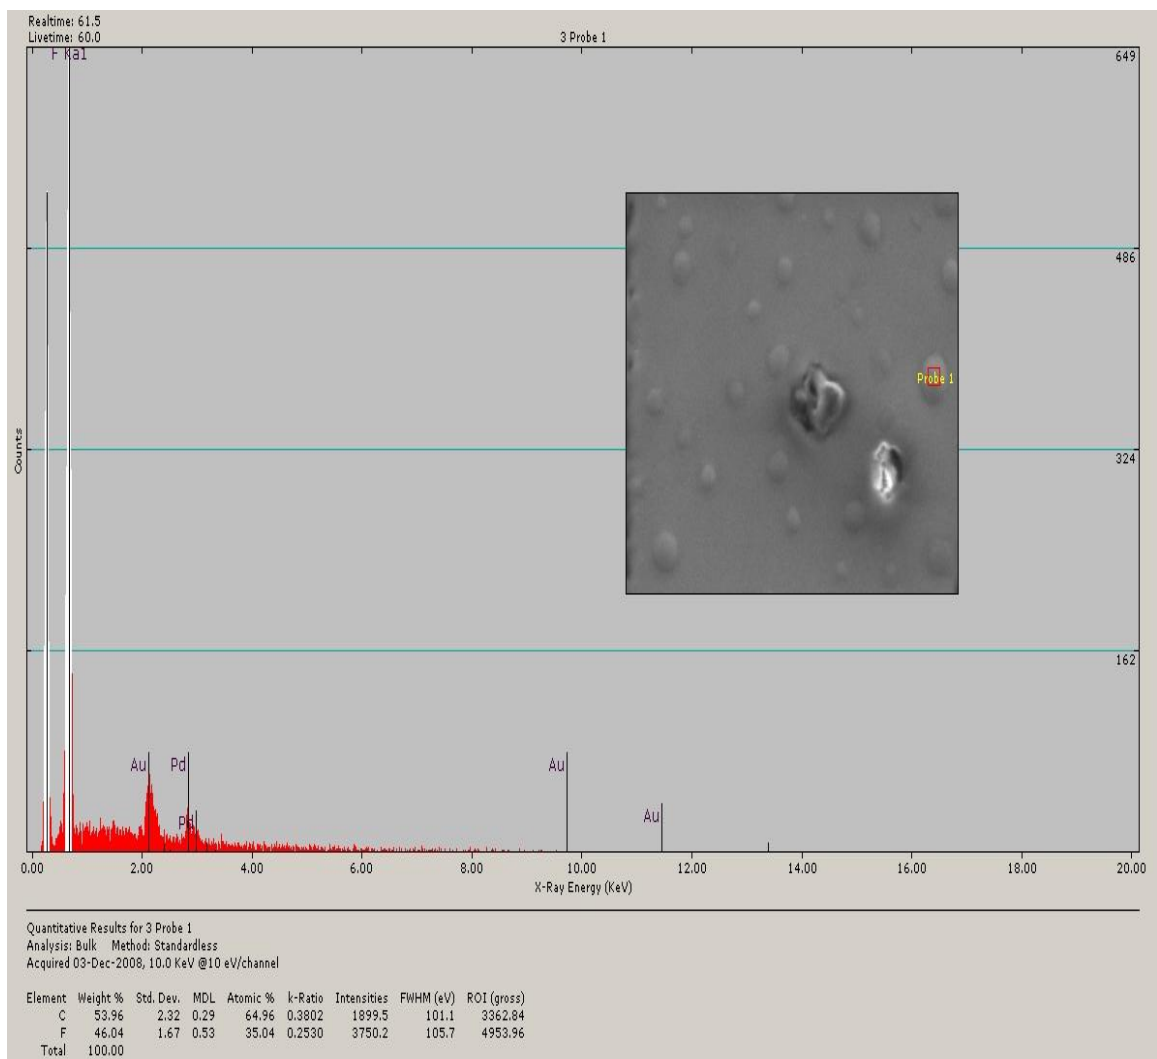 Realtime: 61.5
Livetime: 60.0
3 Probe 1
F Ka1
649
486
324
162
Counts
Probe 1
Au
Pd
Pd
Au
Au
0.00 2.00 4.00 6.00 8.00 10.00 12.00 14.00 16.00 18.00 20.00
X-Ray Energy (KeV)
Quantitative Results for 3 Probe 1
Analysis: Bulk Method: Standardless
Acquired 03-Dec-2008, 10.0 KeV @10 eV/channel
Element Weight % Std. Dev. MDL Atomic % k-Ratio Intensities FWHM (eV) ROI (gross)
C 53.96 2.32 0.29 64.96 0.3802 1899.5 101.1 3362.84
F 46.04 1.67 0.53 35.04 0.2530 3750.2 105.7 4953.96
Total 100.00